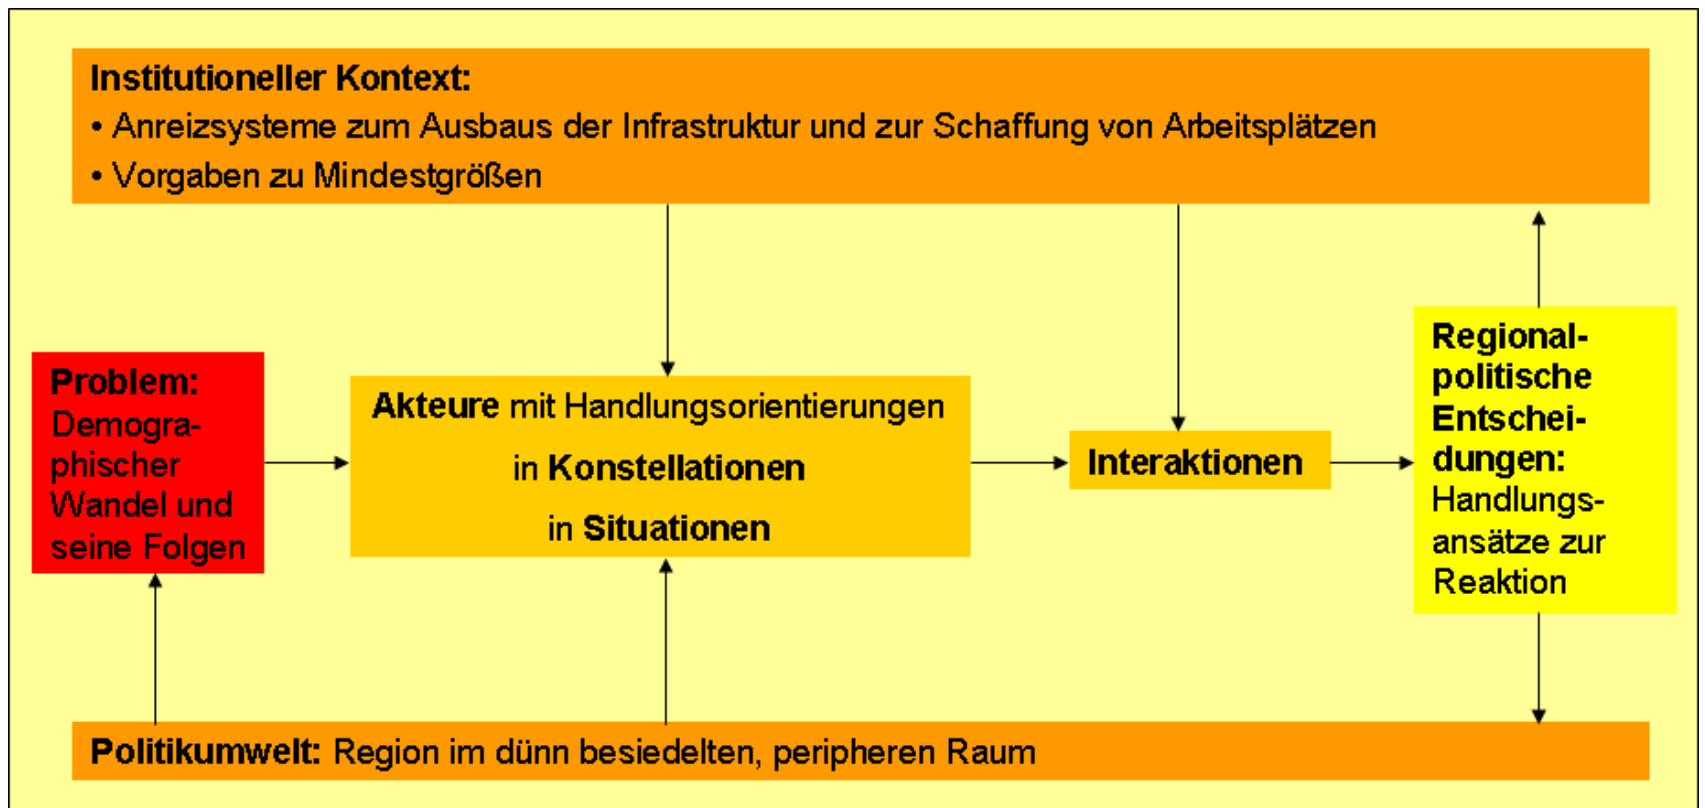 Institutioneller Kontext:
• Anreizsysteme zum Ausbaus der Infrastruktur und zur Schaffung von Arbeitsplätzen
• Vorgaben zu Mindestgrößen
Problem:
Demogra-
phischer
Wandel und
seine Folgen
Akteure mit Handlungsorientierungen
in Konstellationen
in Situationen
Interaktionen
Regional-
politische
Entschei-
dungen:
Handlungs-
ansätze zur
Reaktion
Politikumwelt: Region im dünn besiedelten, peripheren Raum